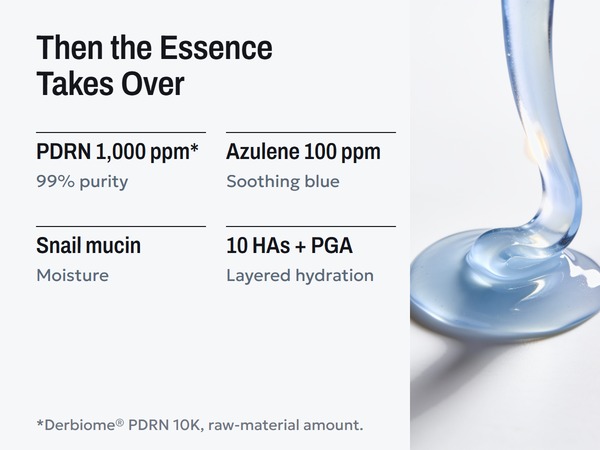 Then the Essence
Takes Over
PDRN 1,000 ppm*
99% purity
Azulene 100 ppm
Soothing blue
Snail mucin
Moisture
10 HAs + PGA
Layered hydration
*Derbiome® PDRN 10K, raw-material amount.